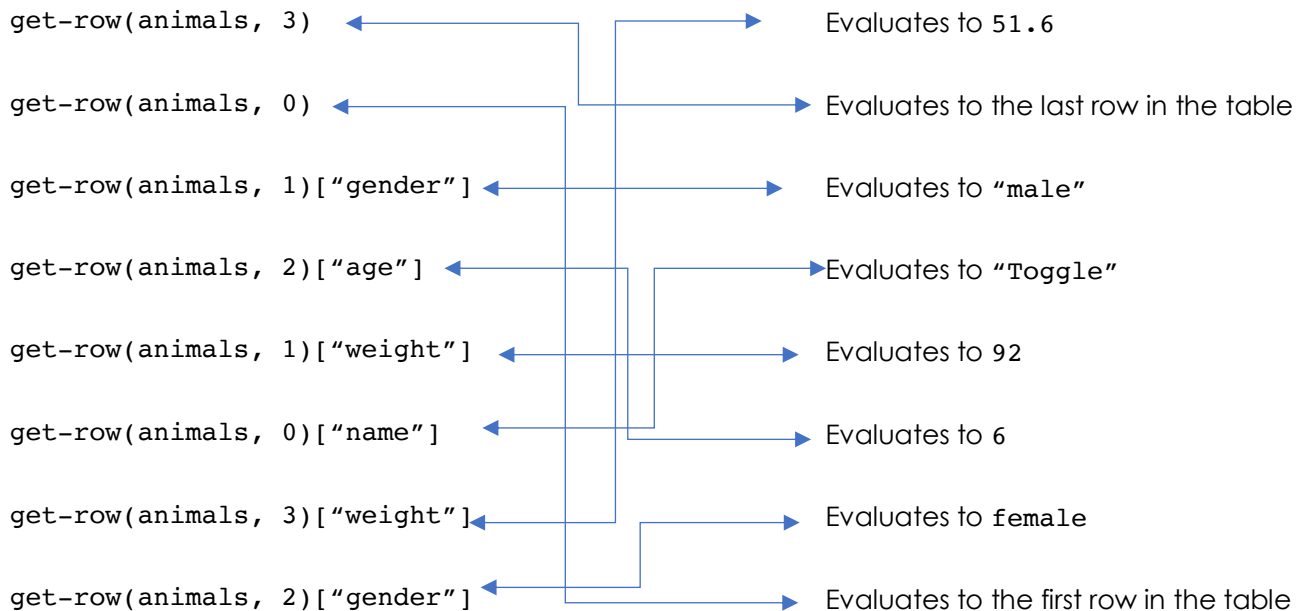 get-row(animals, 3) Evaluates to 51.6
get-row(animals, 0) Evaluates to the last row in the table
get-row(animals, 1)[“gender”] Evaluates to “male”
get-row(animals, 2)[“age”] Evaluates to “Toggle”
get-row(animals, 1)[“weight”] Evaluates to 92
get-row(animals, 0)[“name”] Evaluates to 6
get-row(animals, 3)[“weight”] Evaluates to female
get-row(animals, 2)[“gender”] Evaluates to the first row in the table